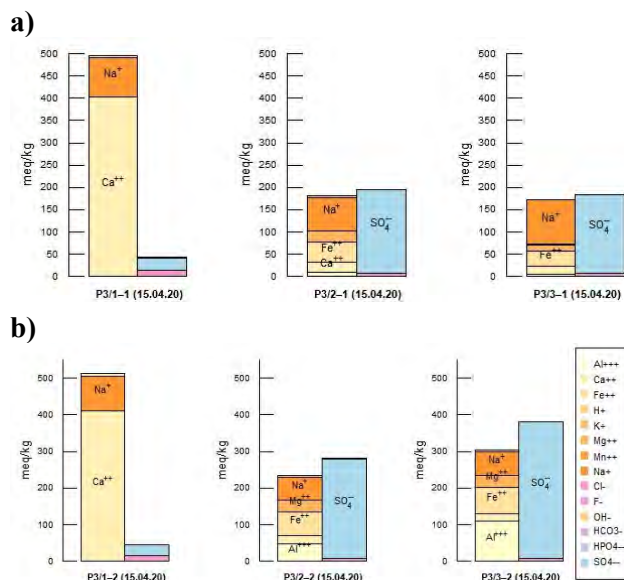 a)
500
450
400
350
300
250
200
150
100
50
0
meq/kg
Na+
Ca++
P3/1–1 (15.04.20)
500
450
400
350
300
250
200
150
100
50
0
meq/kg
Na+
Fe++
Ca++
SO4--
P3/2–1 (15.04.20)
500
450
400
350
300
250
200
150
100
50
0
meq/kg
Na+
Fe++
SO4--
P3/3–1 (15.04.20)
b)
500
400
300
200
100
0
meq/kg
Na+
Ca++
P3/1–2 (15.04.20)
500
400
300
200
100
0
meq/kg
Na+
Mg++
Fe++
Al+++
SO4--
P3/2–2 (15.04.20)
500
400
300
200
100
0
meq/kg
Na+
Mg++
Fe++
Al+++
SO4--
P3/3–2 (15.04.20)
Al+++
Ca++
Fe++
H+
K+
Mg++
Mn++
Na+
Cl-
F-
OH-
HCO3-
HPO4--
SO4--